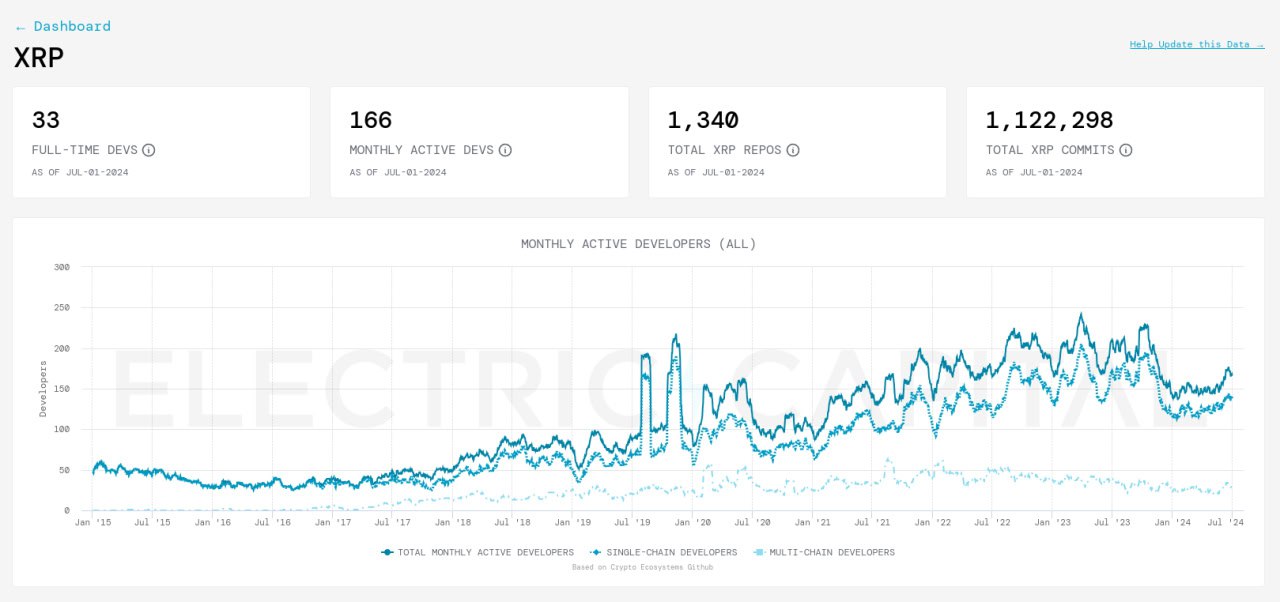 ← Dashboard
XRP
Help Update this Data →
33
FULL-TIME DEVS
AS OF JUL-01-2024
166
MONTHLY ACTIVE DEVS
AS OF JUL-01-2024
1,340
TOTAL XRP REPOS
AS OF JUL-01-2024
1,122,298
TOTAL XRP COMMITS
AS OF JUL-01-2024
MONTHLY ACTIVE DEVELOPERS (ALL)
Developers
300
250
200
150
100
50
0
ELECTRIC CAPITAL
Jan '15 Jul '15 Jan '16 Jul '16 Jan '17 Jul '17 Jan '18 Jul '18 Jan '19 Jul '19 Jan '20 Jul '20 Jan '21 Jul '21 Jan '22 Jul '22 Jan '23 Jul '23 Jan '24 Jul '24
TOTAL MONTHLY ACTIVE DEVELOPERS SINGLE-CHAIN DEVELOPERS MULTI-CHAIN DEVELOPERS
Based on Crypto Ecosystems Github